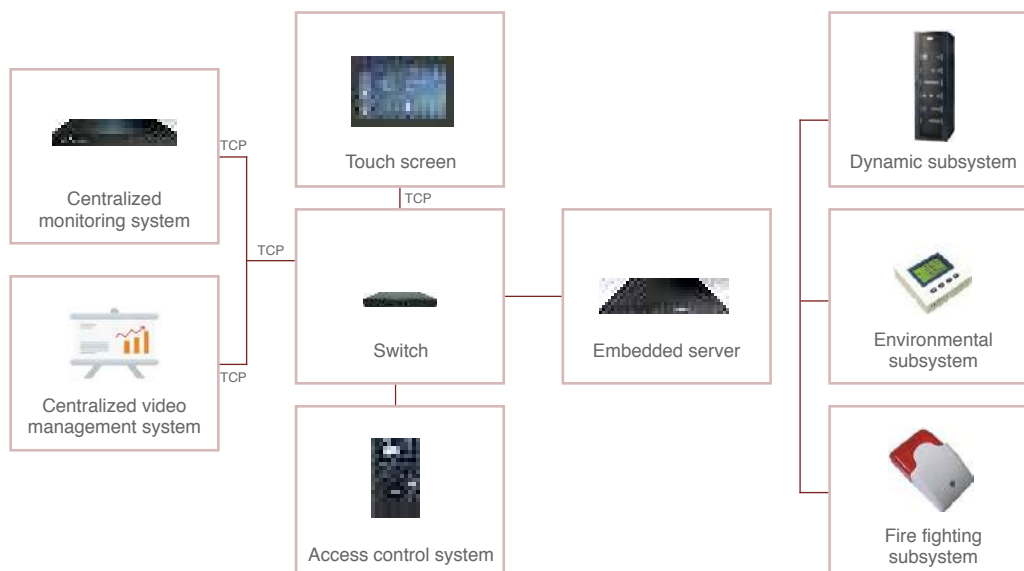 Touch screen
Dynamic subsystem
TCP
Centralized
monitoring system
TCP
TCP
Switch
Embedded server
Environmental
subsystem
TCP
Centralized video
management system
Access control system
Fire fighting
subsystem